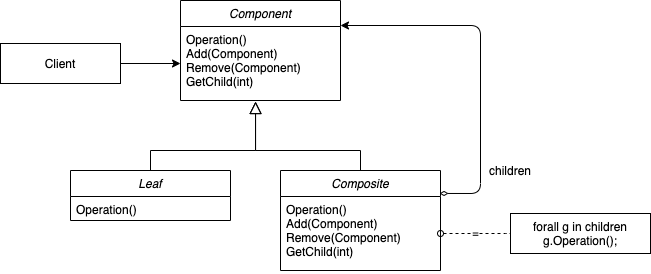 Component
Operation()
Add(Component)
Remove(Component)
GetChild(int)
Client
children
Leaf
Operation()
Composite
Operation()
Add(Component)
Remove(Component)
GetChild(int)
=
forall g in children
g.Operation();